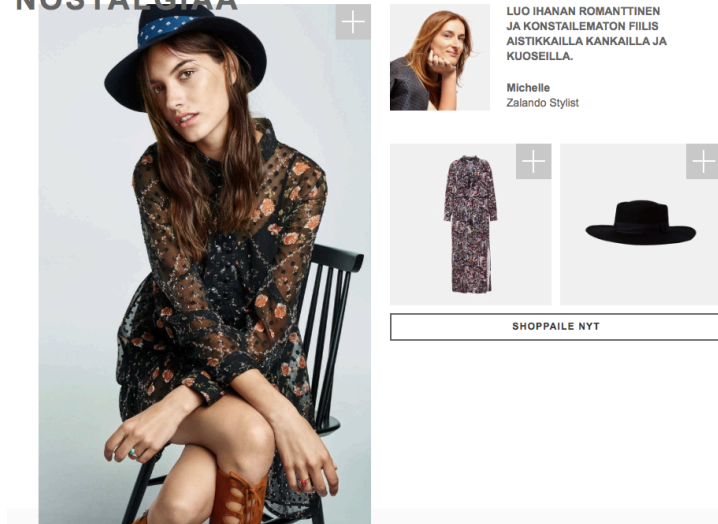 NOSTALGIAA
LUO IHANAN ROMANTTINEN
JA KONSTAILEMATON FIILIS
AISTIKKAILLA KANKAILLA JA
KUOSEILLA.
Michelle
Zalando Stylist
SHOPPAILE NYT